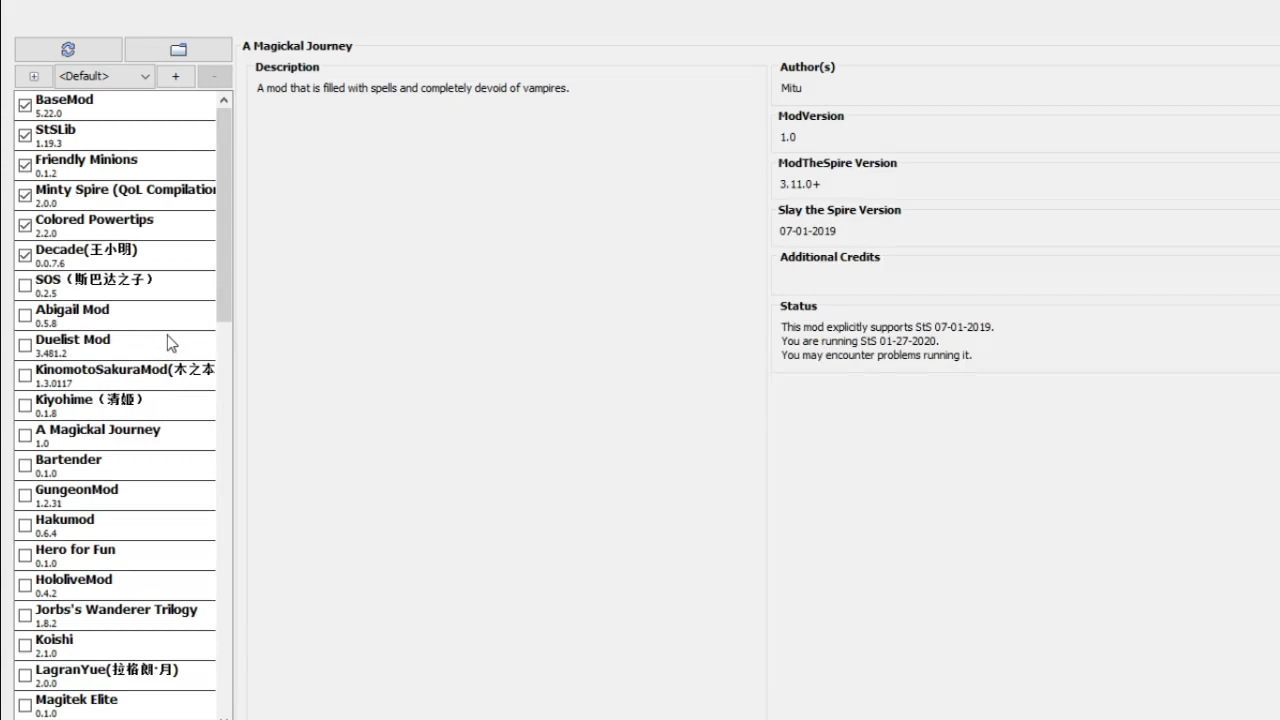 <Default>
+
-
BaseMod
5.22.0
StSLib
1.19.3
Friendly Minions
0.1.2
Minty Spire (QoL Compilation
2.0.0
Colored Powertips
2.2.0
Decade(王小明)
0.0.7.6
SOS（斯巴达之子）
0.2.5
Abigail Mod
0.5.8
Duelist Mod
3.481.2
KinomotoSakuraMod(木之本
1.3.0117
Kiyohime（清姬）
0.1.8
A Magickal Journey
1.0
Bartender
0.1.0
GungeonMod
1.2.31
Hakumod
0.6.4
Hero for Fun
0.1.0
HololiveMod
0.4.2
Jorbs's Wanderer Trilogy
1.8.2
Koishi
2.1.0
LagranYue(拉格朗·月)
2.0.0
Magitek Elite
0.1.0
A Magickal Journey
Description
A mod that is filled with spells and completely devoid of vampires.
Author(s)
Mitu
ModVersion
1.0
ModTheSpire Version
3.11.0+
Slay the Spire Version
07-01-2019
Additional Credits
Status
This mod explicitly supports StS 07-01-2019.
You are running StS 01-27-2020.
You may encounter problems running it.